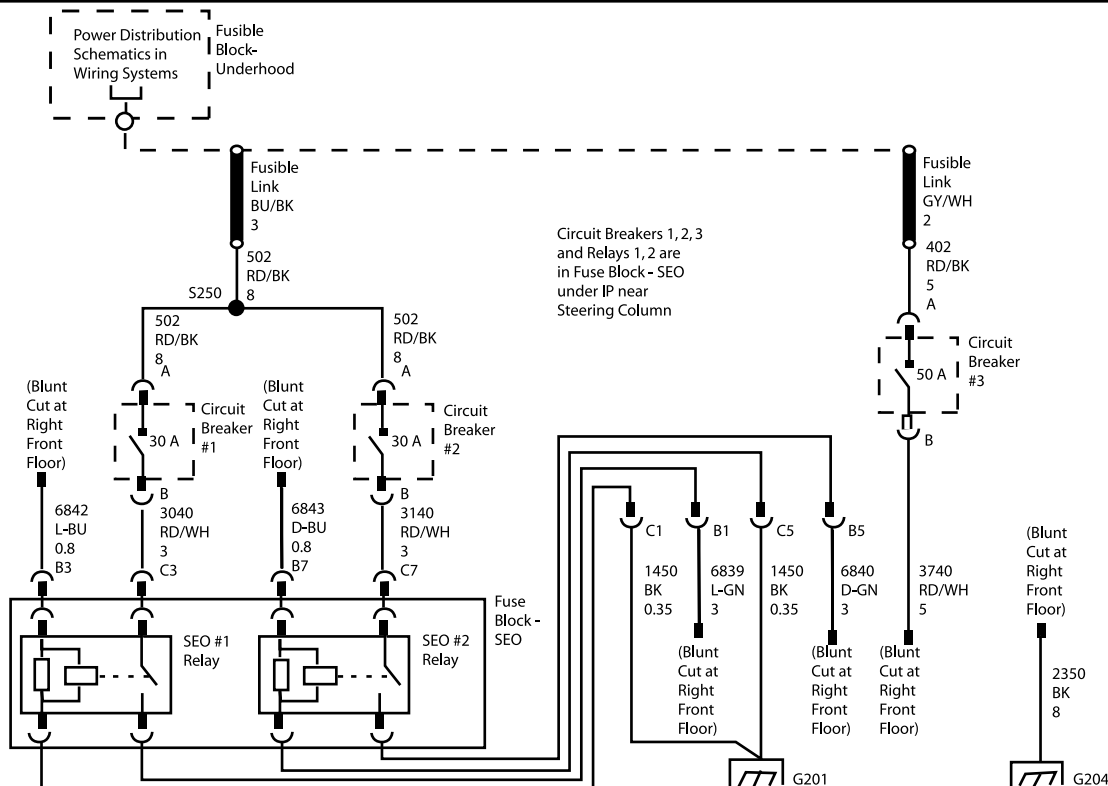 Power Distribution
Schematics in
Wiring Systems
Fusible
Block-
Underhood
Fusible
Link
BU/BK
3
502
RD/BK
8
S250
Fusible
Link
GY/WH
2
402
RD/BK
5
A
Circuit Breakers 1, 2, 3
and Relays 1, 2 are
in Fuse Block - SEO
under IP near
Steering Column
502
RD/BK
8
A
502
RD/BK
8
A
Circuit
Breaker
#3
50 A
B
(Blunt
Cut at
Right
Front
Floor)
30 A
Circuit
Breaker
#1
(Blunt
Cut at
Right
Front
Floor)
30 A
Circuit
Breaker
#2
6842
L-BU
0.8
B3
B
3040
RD/WH
3
C3
6843
D-BU
0.8
B7
B
3140
RD/WH
3
C7
C1
B1
C5
B5
1450
BK
0.35
6839
L-GN
3
1450
BK
0.35
6840
D-GN
3
3740
RD/WH
5
(Blunt
Cut at
Right
Front
Floor)
Fuse
Block -
SEO
SEO #1
Relay
SEO #2
Relay
(Blunt
Cut at
Right
Front
Floor)
(Blunt
Cut at
Right
Front
Floor)
(Blunt
Cut at
Right
Front
Floor)
2350
BK
8
G201
G204